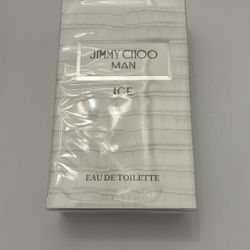 JIMMY CHOO
MAN
ICE
EAU DE TOILETTE